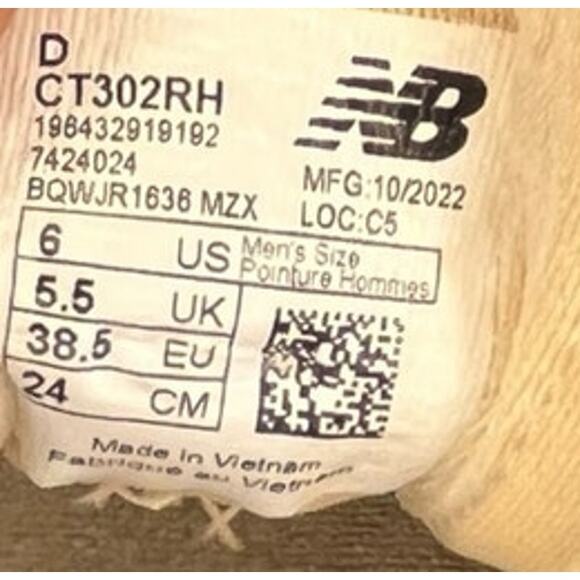 D
CT302RH
196432919192
7424024
BQWJR1636 MZX
NB
MFG:10/2022
LOC:C5
6 US Men's Size
Pointure Hommes
5.5 UK
38.5 EU
24 CM
Made in Vietnam
Fabriqué au Vietnam